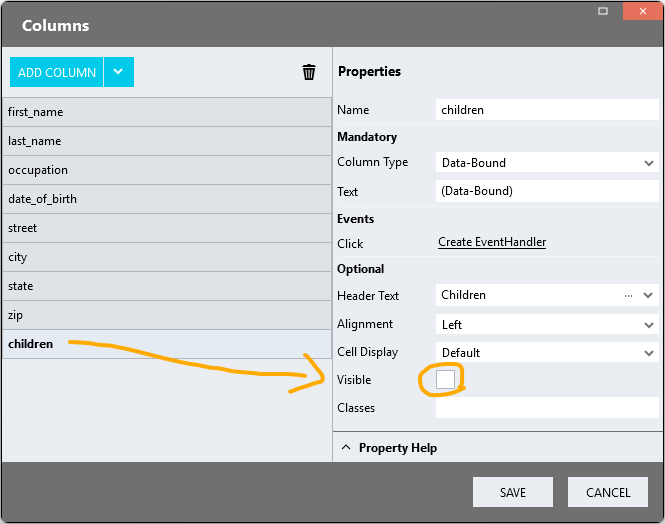 Columns
ADD COLUMN
first_name
last_name
occupation
date_of_birth
street
city
state
zip
children
Properties
Name children
Mandatory
Column Type Data-Bound
Text (Data-Bound)
Events
Click Create EventHandler
Optional
Header Text Children ...
Alignment Left
Cell Display Default
Visible
Classes
Property Help
SAVE CANCEL